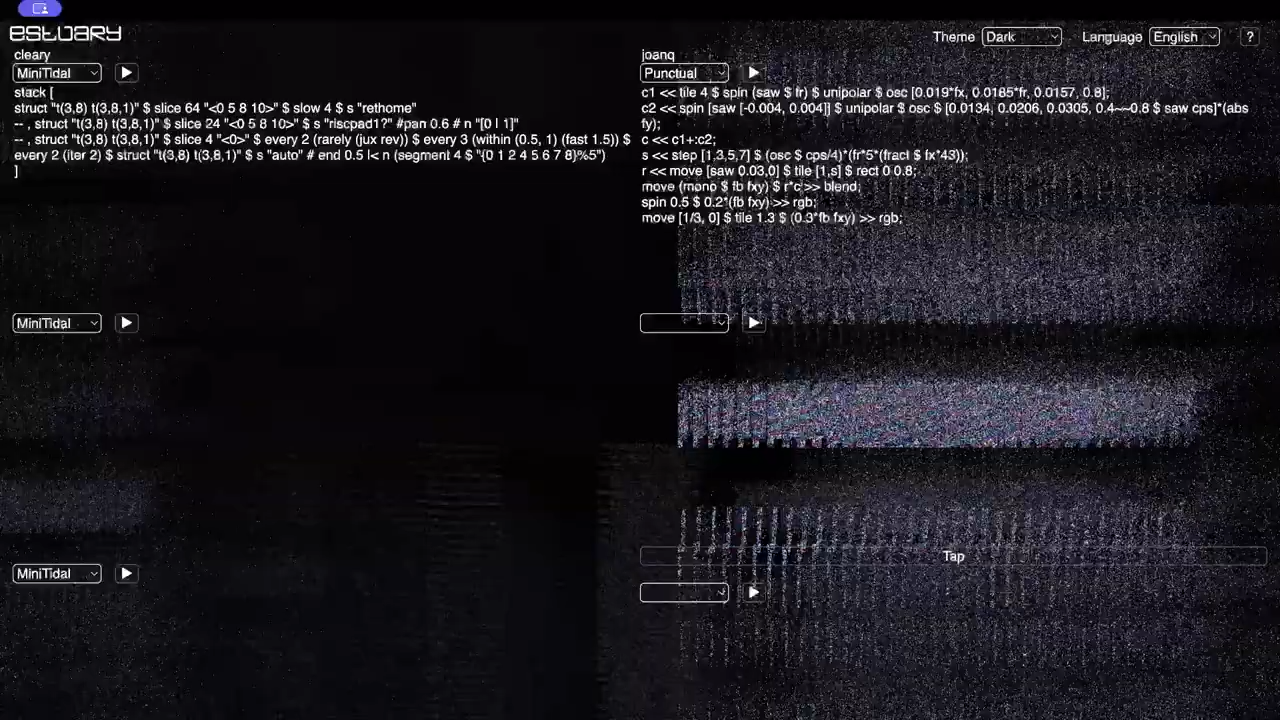 ESTUARY
Theme Dark Language English ?
cleary
MiniTidal
stack [
struct "t(3,8) t(3,8,1)" $ slice 64 "<0 5 8 10>" $ slow 4 $ s "rethome"
-- , struct "t(3,8) t(3,8,1)" $ slice 24 "<0 5 8 10>" $ s "riscpad1?" #pan 0.6 # n "[0 | 1]"
-- , struct "t(3,8) t(3,8,1)" $ slice 4 "<0>" $ every 2 (rarely (jux rev)) $ every 3 (within (0.5, 1) (fast 1.5)) $
every 2 (iter 2) $ struct "t(3,8) t(3,8,1)" $ s "auto" # end 0.5 |< n (segment 4 $ "{0 1 2 4 5 6 7 8}%5")
]
MiniTidal
MiniTidal
joanq
Punctual
c1 << tile 4 $ spin (saw $ fr) $ unipolar $ osc [0.019*fx, 0.0185*fr, 0.0157, 0.8];
c2 << spin [saw [-0.004, 0.004]] $ unipolar $ osc $ [0.0134, 0.0206, 0.0305, 0.4~~0.8 $ saw cps]*(abs
fy);
c << c1+:c2;
s << step [1,3,5,7] $ (osc $ cps/4)*(fr*5*(fract $ fx*43));
r << move [saw 0.03,0] $ tile [1,s] $ rect 0 0.8;
move (mono $ fb fxy) $ r*c >> blend;
spin 0.5 $ 0.2*(fb fxy) >> rgb;
move [1/3, 0] $ tile 1.3 $ (0.3*fb fxy) >> rgb;
Tap